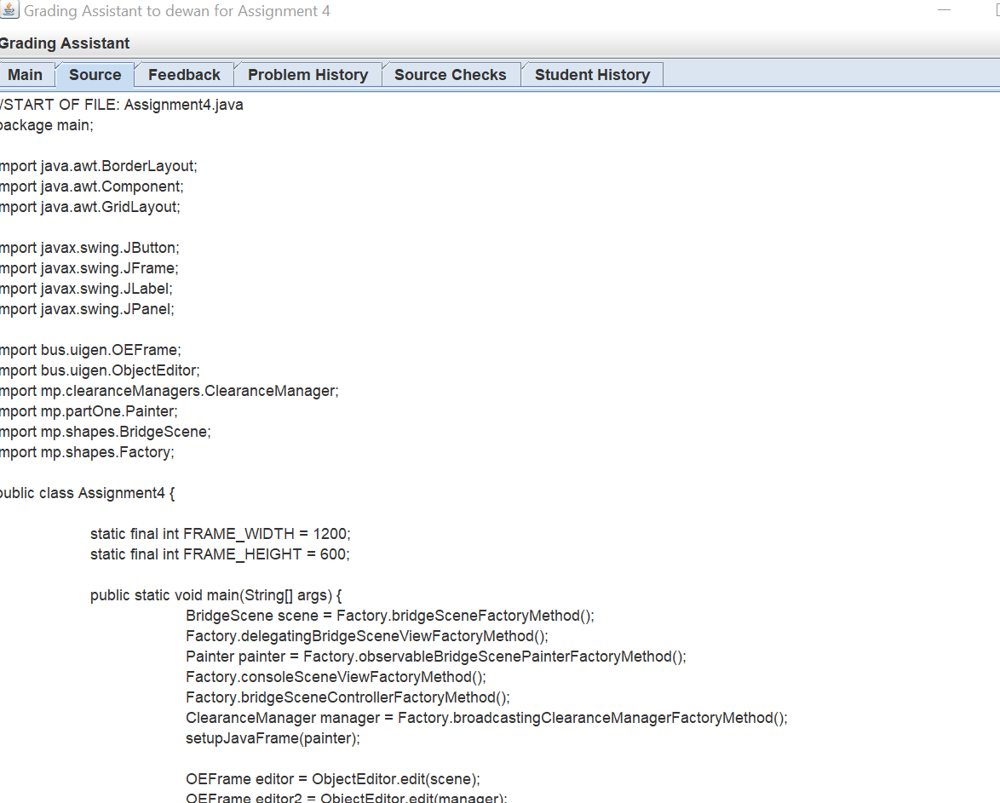 Grading Assistant to dewan for Assignment 4
Grading Assistant
Main Source Feedback Problem History Source Checks Student History
/START OF FILE: Assignment4.java
package main;
mport java.awt.BorderLayout;
mport java.awt.Component;
mport java.awt.GridLayout;
mport javax.swing.JButton;
mport javax.swing.JFrame;
mport javax.swing.JLabel;
mport javax.swing.JPanel;
mport bus.uigen.OEFrame;
mport bus.uigen.ObjectEditor;
mport mp.clearanceManagers.ClearanceManager;
mport mp.partOne.Painter;
mport mp.shapes.BridgeScene;
mport mp.shapes.Factory;
public class Assignment4 {
static final int FRAME_WIDTH = 1200;
static final int FRAME_HEIGHT = 600;
public static void main(String[] args) {
BridgeScene scene = Factory.bridgeSceneFactoryMethod();
Factory.delegatingBridgeSceneViewFactoryMethod();
Painter painter = Factory.observableBridgeScenePainterFactoryMethod();
Factory.consoleSceneViewFactoryMethod();
Factory.bridgeSceneControllerFactoryMethod();
ClearanceManager manager = Factory.broadcastingClearanceManagerFactoryMethod();
setupJavaFrame(painter);
OEFrame editor = ObjectEditor.edit(scene);
OEFrame editor2 = ObjectEditor.edit(manager);